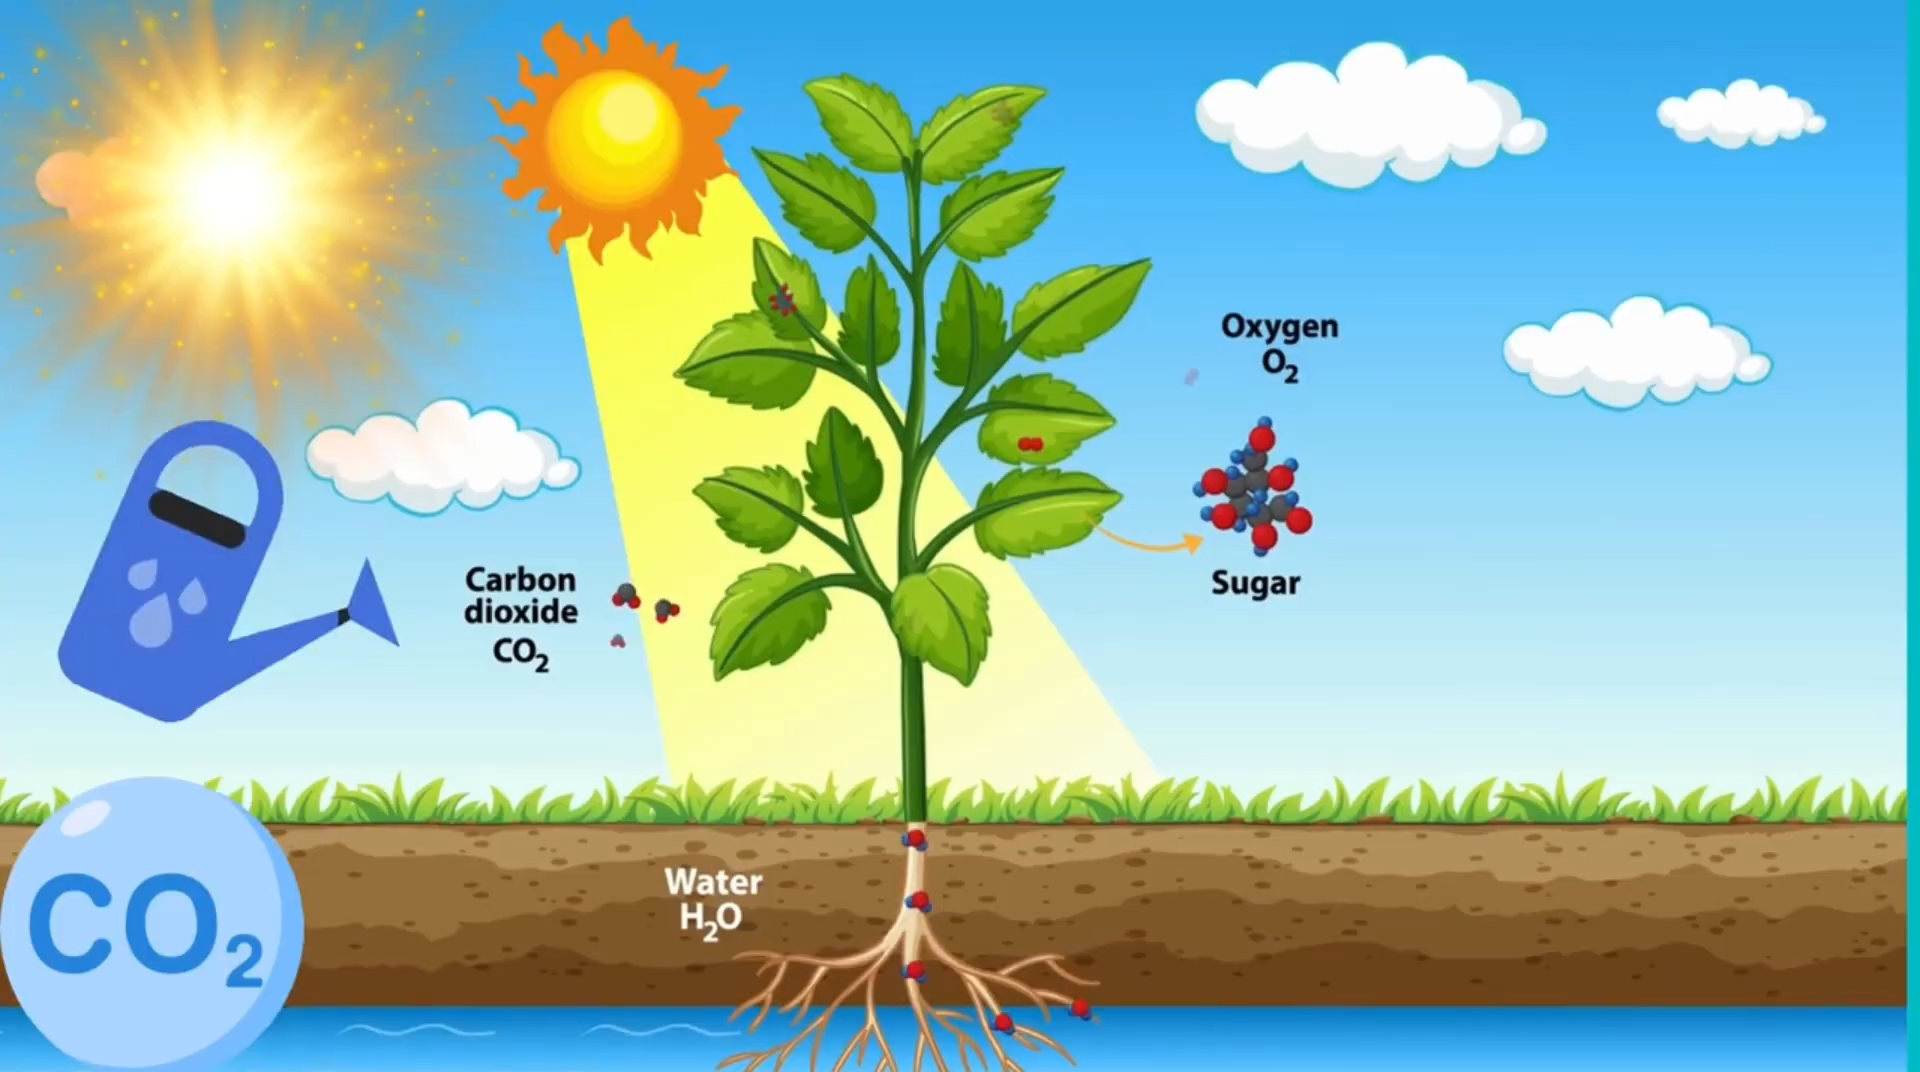 Oxygen
O₂
Carbon
dioxide
CO₂
Sugar
Water
H₂O
CO₂